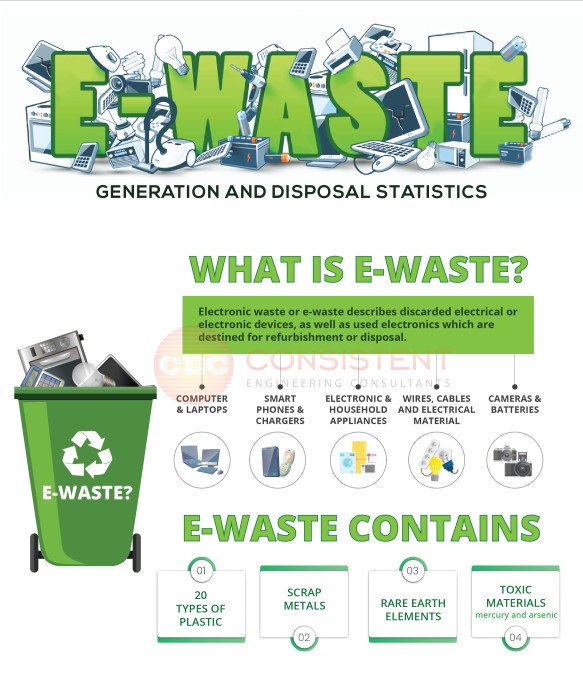 E-WASTE
GENERATION AND DISPOSAL STATISTICS
WHAT IS E-WASTE?
Electronic waste or e-waste describes discarded electrical or
electronic devices, as well as used electronics which are
destined for refurbishment or disposal.
CEC CONSISTENT
ENGINEERING CONSULTANTS
COMPUTER
& LAPTOPS
SMART
PHONES &
CHARGERS
ELECTRONIC &
HOUSEHOLD
APPLIANCES
WIRES, CABLES
AND ELECTRICAL
MATERIAL
CAMERAS &
BATTERIES
E-WASTE?
E-WASTE CONTAINS
01
20
TYPES OF
PLASTIC
SCRAP
METALS
02
03
RARE EARTH
ELEMENTS
TOXIC
MATERIALS
mercury and arsenic
04